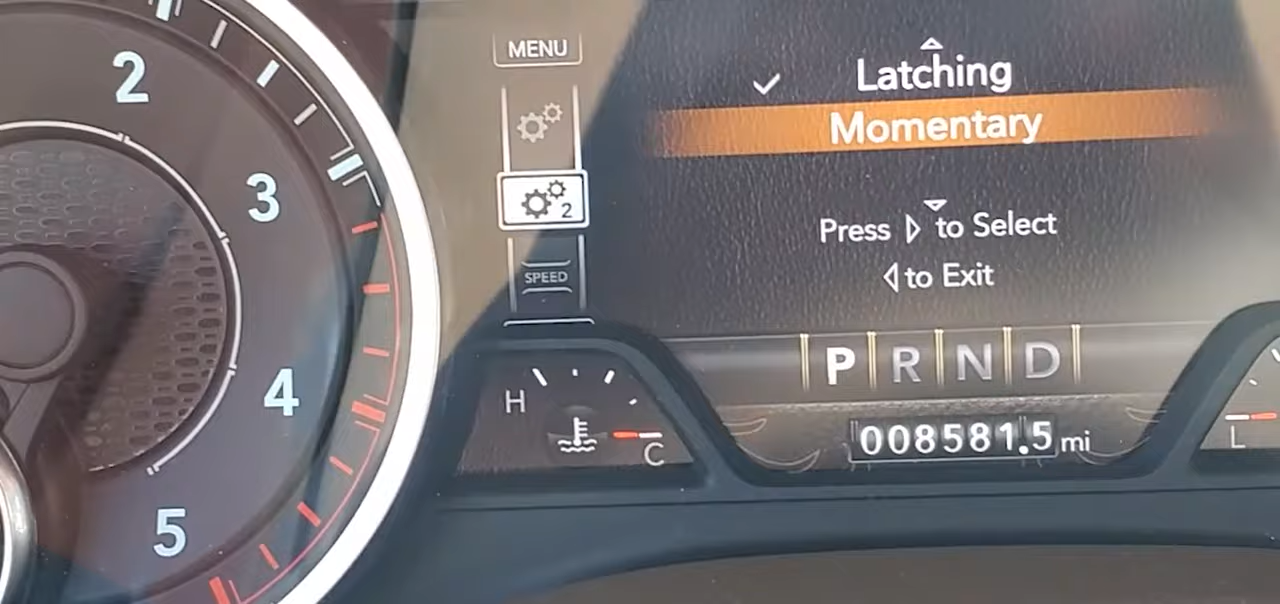 2
3
4
5
MENU
2
SPEED
Latching
Momentary
Press ▷ to Select
◁ to Exit
P R N D
H
C
008581.5 mi
L